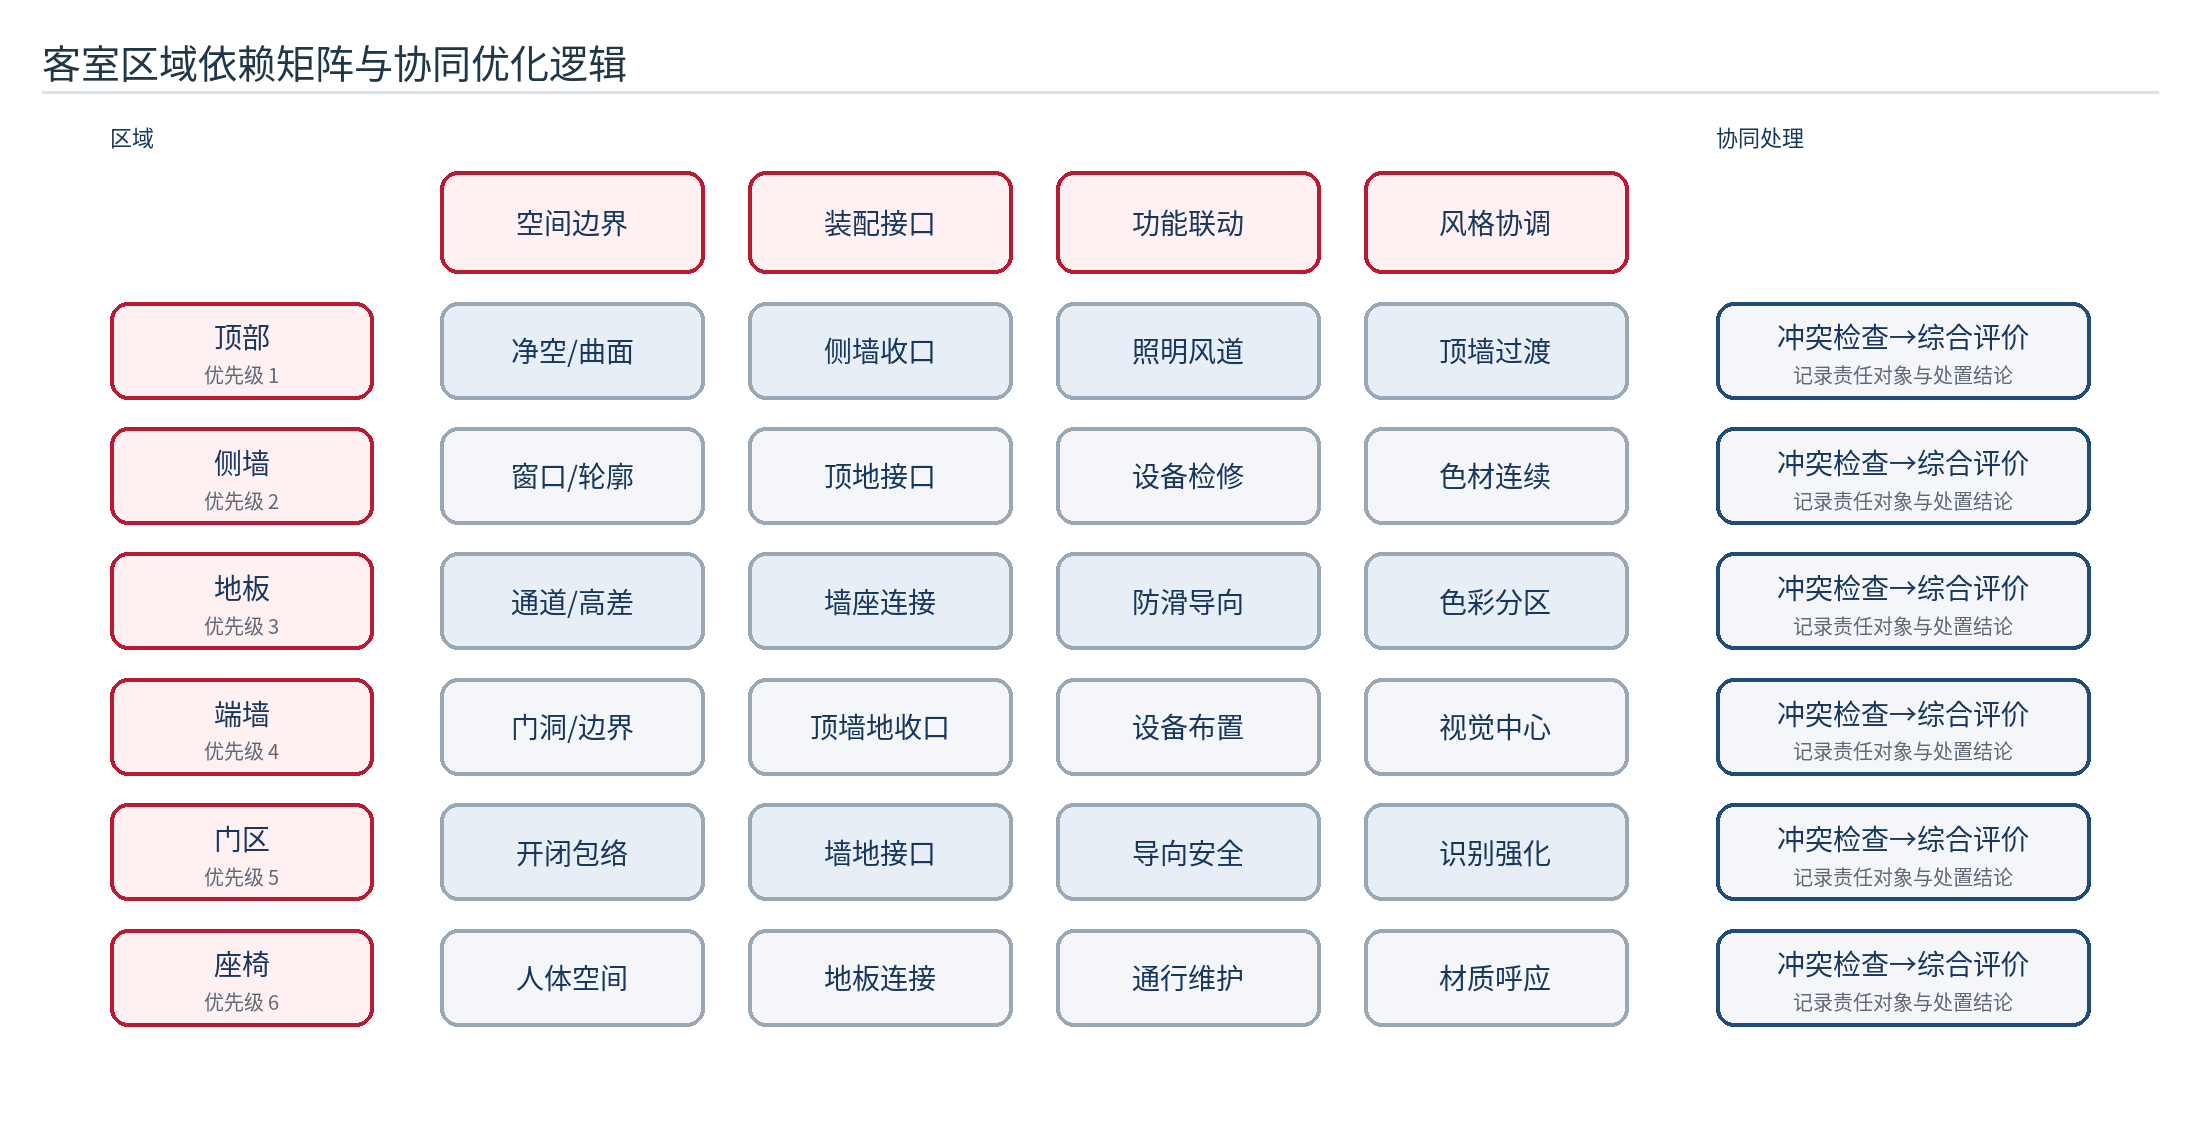 客室区域依赖矩阵与协同优化逻辑
区域
协同处理
空间边界
装配接口
功能联动
风格协调
顶部
优先级 1
净空/曲面
侧墙收口
照明风道
顶墙过渡
冲突检查→综合评价
记录责任对象与处置结论
侧墙
优先级 2
窗口/轮廓
顶地接口
设备检修
色材连续
冲突检查→综合评价
记录责任对象与处置结论
地板
优先级 3
通道/高差
墙座连接
防滑导向
色彩分区
冲突检查→综合评价
记录责任对象与处置结论
端墙
优先级 4
门洞/边界
顶墙地收口
设备布置
视觉中心
冲突检查→综合评价
记录责任对象与处置结论
门区
优先级 5
开闭包络
墙地接口
导向安全
识别强化
冲突检查→综合评价
记录责任对象与处置结论
座椅
优先级 6
人体空间
地板连接
通行维护
材质呼应
冲突检查→综合评价
记录责任对象与处置结论